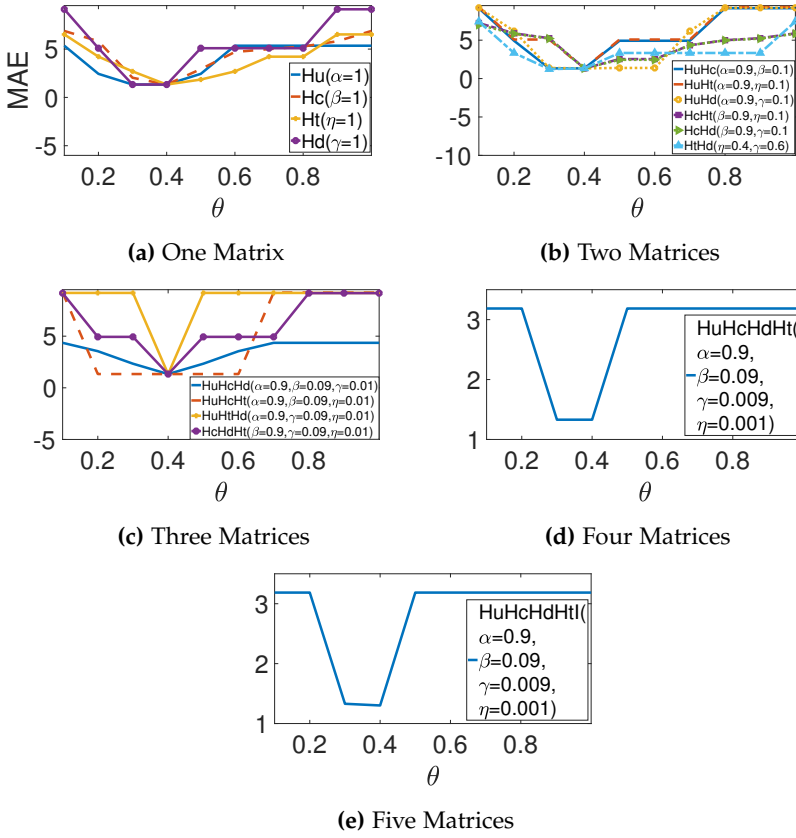 MAE
5
0
-5
Hu(α=1)
Hc(β=1)
Ht(η=1)
Hd(γ=1)
0.2 0.4 0.6 0.8
θ
(a) One Matrix
5
0
-5
-10
HuHc(α=0.9,β=0.1)
HuHt(α=0.9,η=0.1)
HuHd(α=0.9,γ=0.1)
HcHt(β=0.9,η=0.1)
HcHd(β=0.9,γ=0.1
HtHd(η=0.4,γ=0.6)
0.2 0.4 0.6 0.8
θ
(b) Two Matrices
5
0
-5
HuHcHd(α=0.9,β=0.09,γ=0.01)
HuHcHt(α=0.9,β=0.09,η=0.01)
HuHtHd(α=0.9,γ=0.09,η=0.01)
HcHdHt(β=0.9,γ=0.09,η=0.01)
0.2 0.4 0.6 0.8
θ
(c) Three Matrices
3
2
1
HuHcHdHt(
α=0.9,
β=0.09,
γ=0.009,
η=0.001)
0.2 0.4 0.6 0.8
θ
(d) Four Matrices
3
2
1
HuHcHdHtI(
α=0.9,
β=0.09,
γ=0.009,
η=0.001)
0.2 0.4 0.6 0.8
θ
(e) Five Matrices